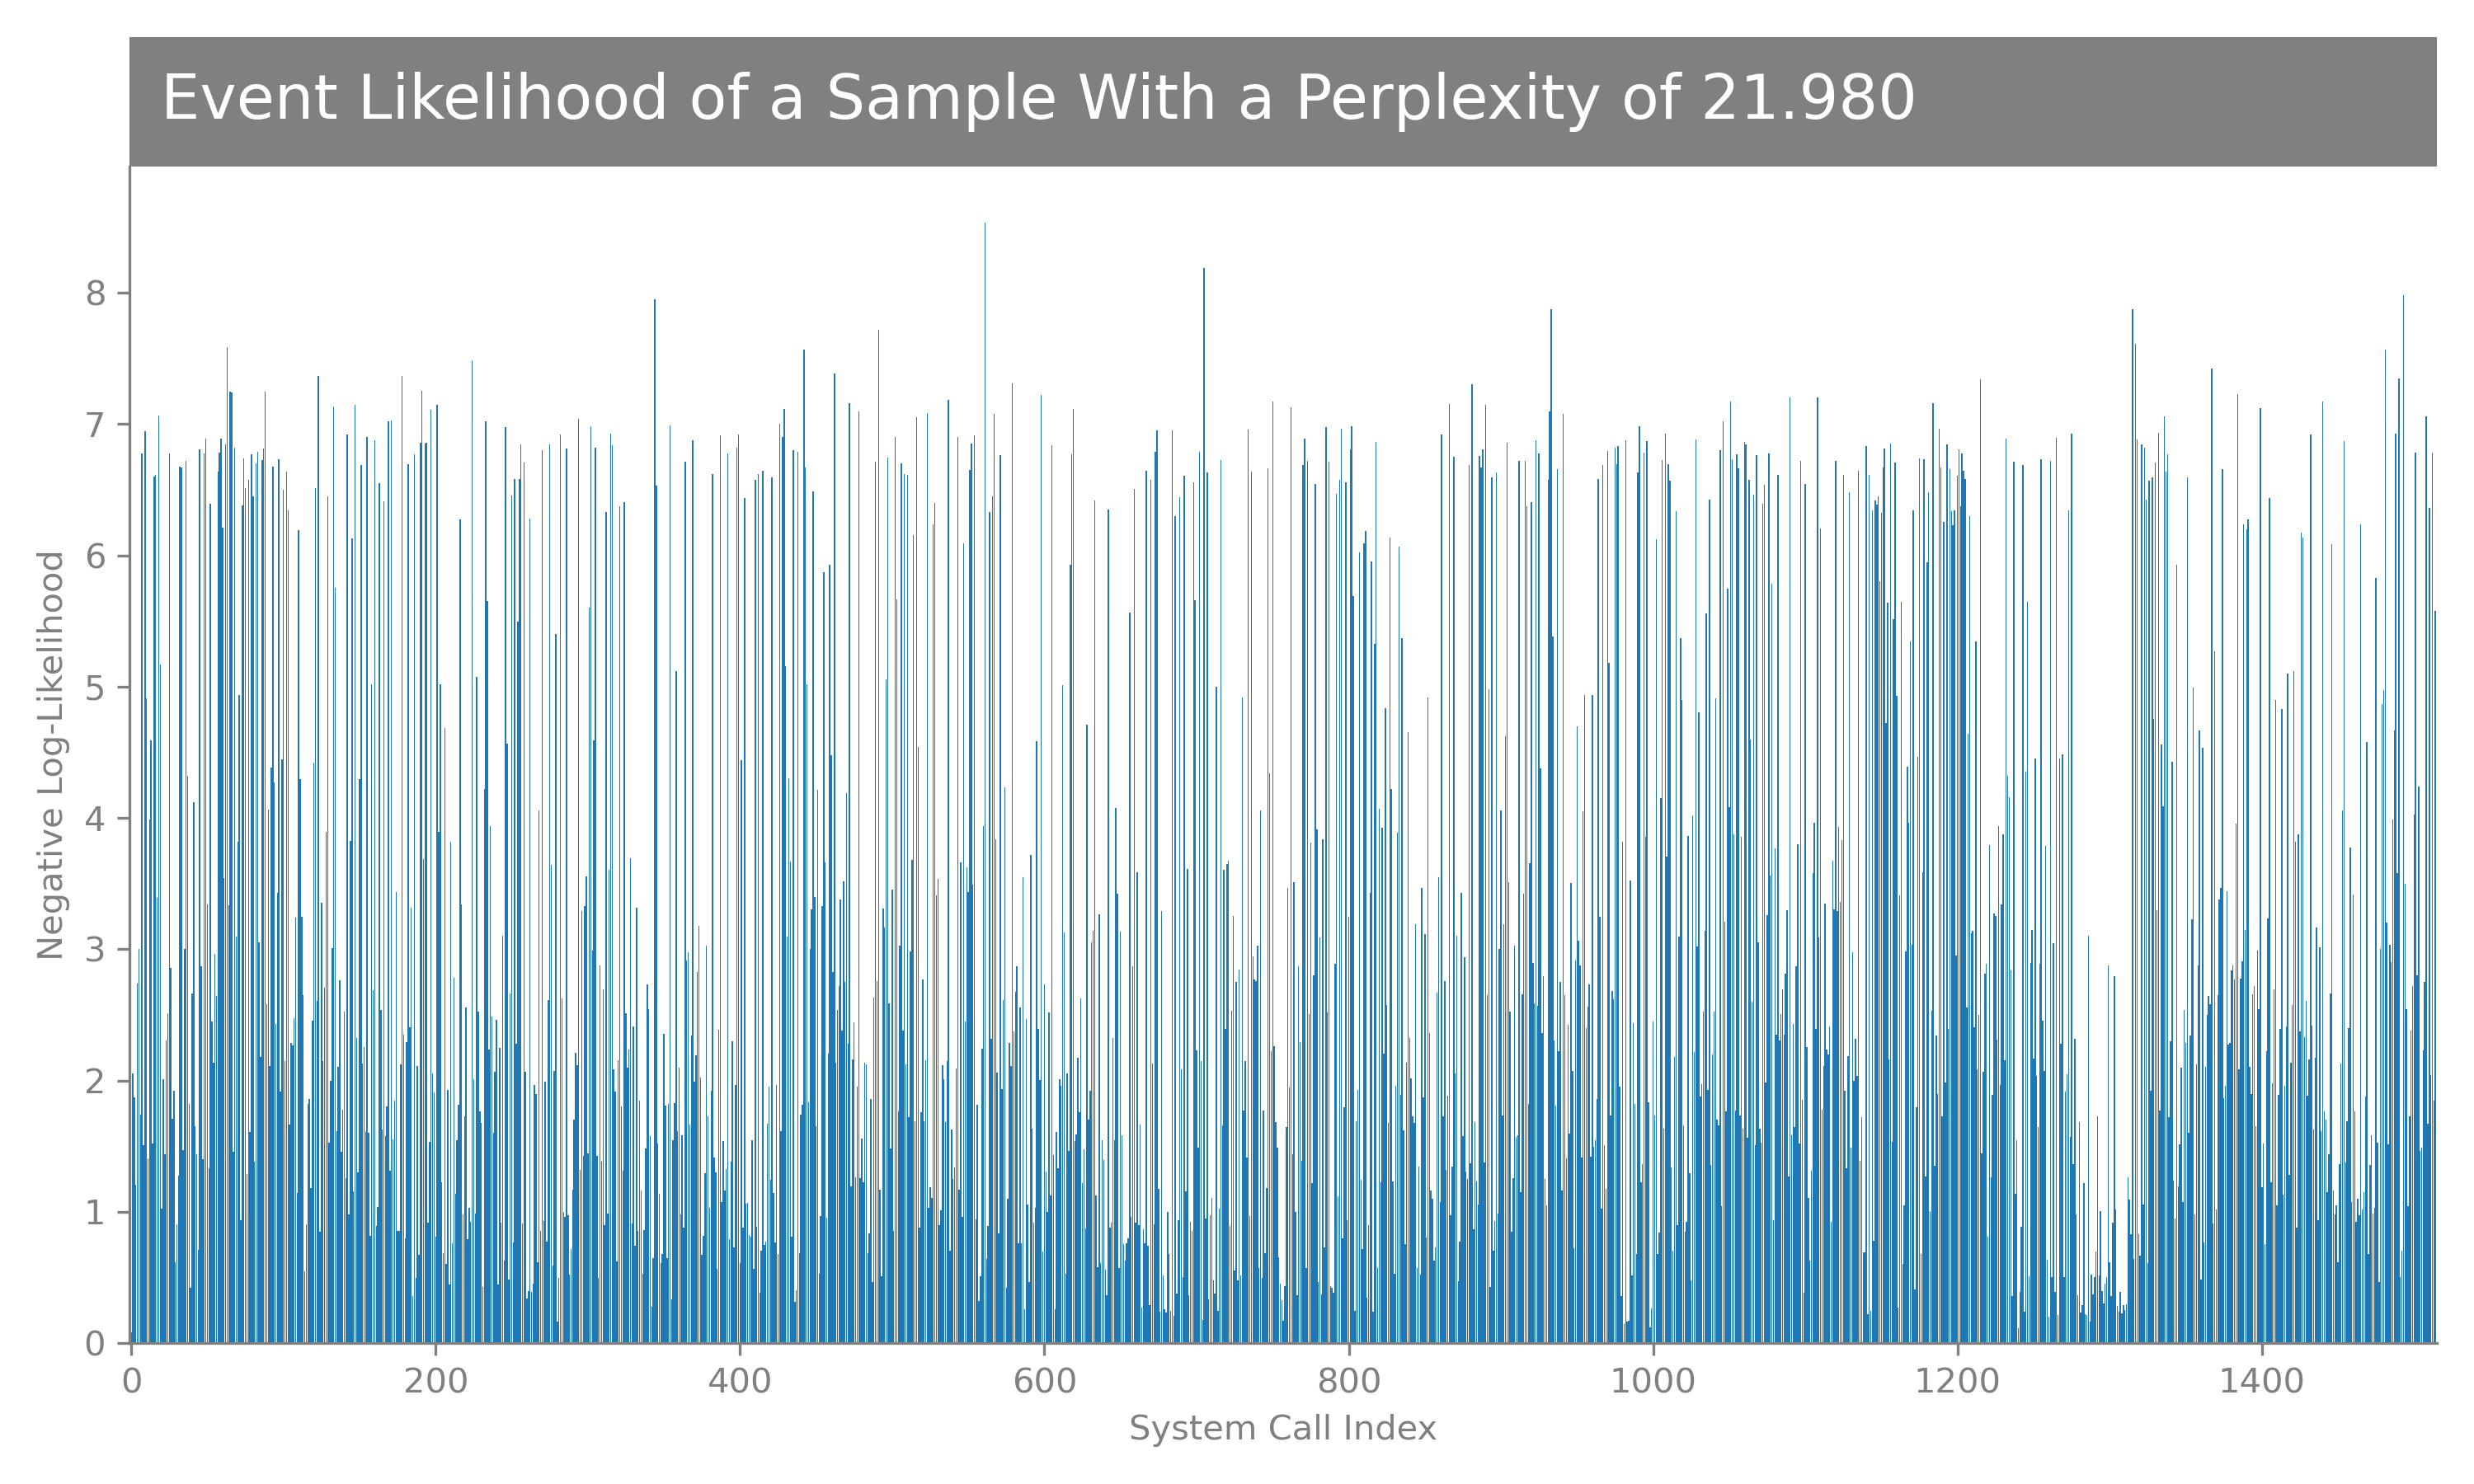 Event Likelihood of a Sample With a Perplexity of 21.980
Negative Log-Likelihood
8
7
6
5
4
3
2
1
0
0 200 400 600 800 1000 1200 1400
System Call Index